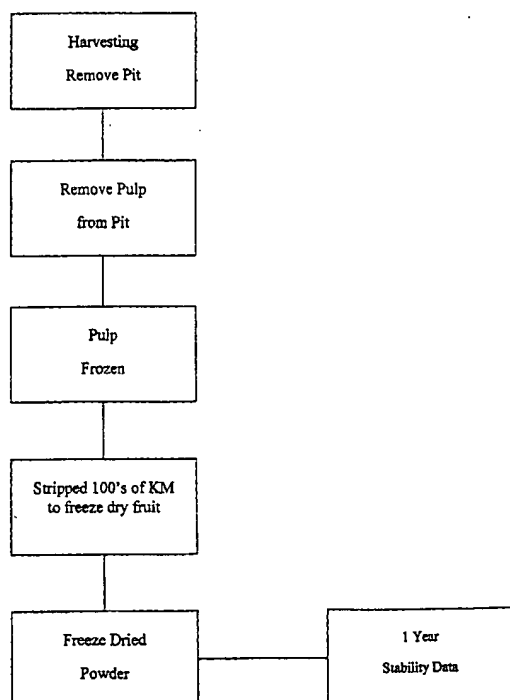 Harvesting
Remove Pit
Remove Pulp
from Pit
Pulp
Frozen
Stripped 100's of KM
to freeze dry fruit
Freeze Dried
Powder
1 Year
Stability Data